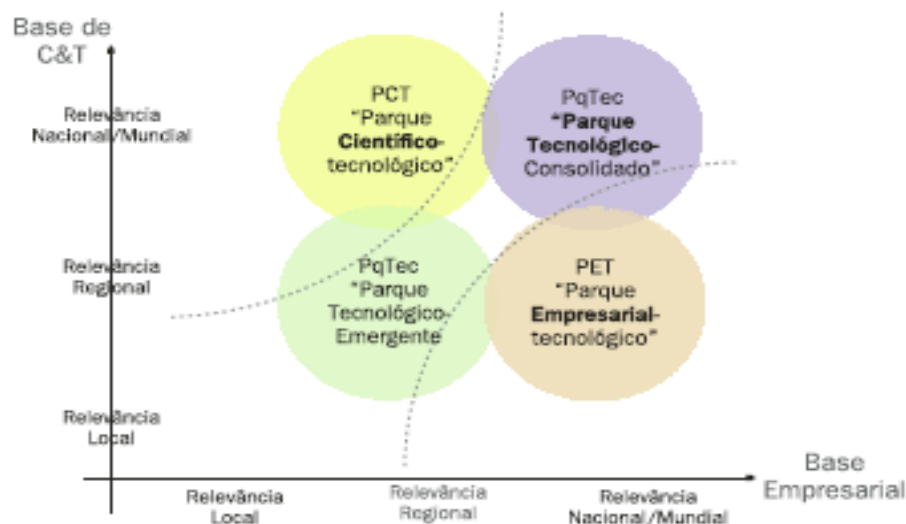 Base de
C&T
Relevância
Nacional/Mundial
Relevância
Regional
Relevância
Local
PCT
"Parque
Científico-
tecnológico"
PqTec
"Parque
Tecnológico-
Consolidado"
PqTec
"Parque
Tecnológico-
Emergente
PET
"Parque
Empresarial-
tecnológico"
Relevância
Local
Relevância
Regional
Relevância
Nacional/Mundial
Base
Empresarial